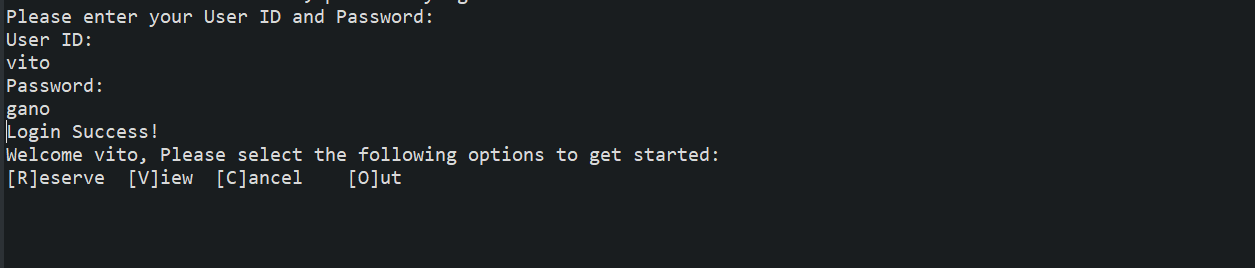 Please enter your User ID and Password:
User ID:
vito
Password:
gano
Login Success!
Welcome vito, Please select the following options to get started:
[R]eserve  [V]iew  [C]ancel    [O]ut